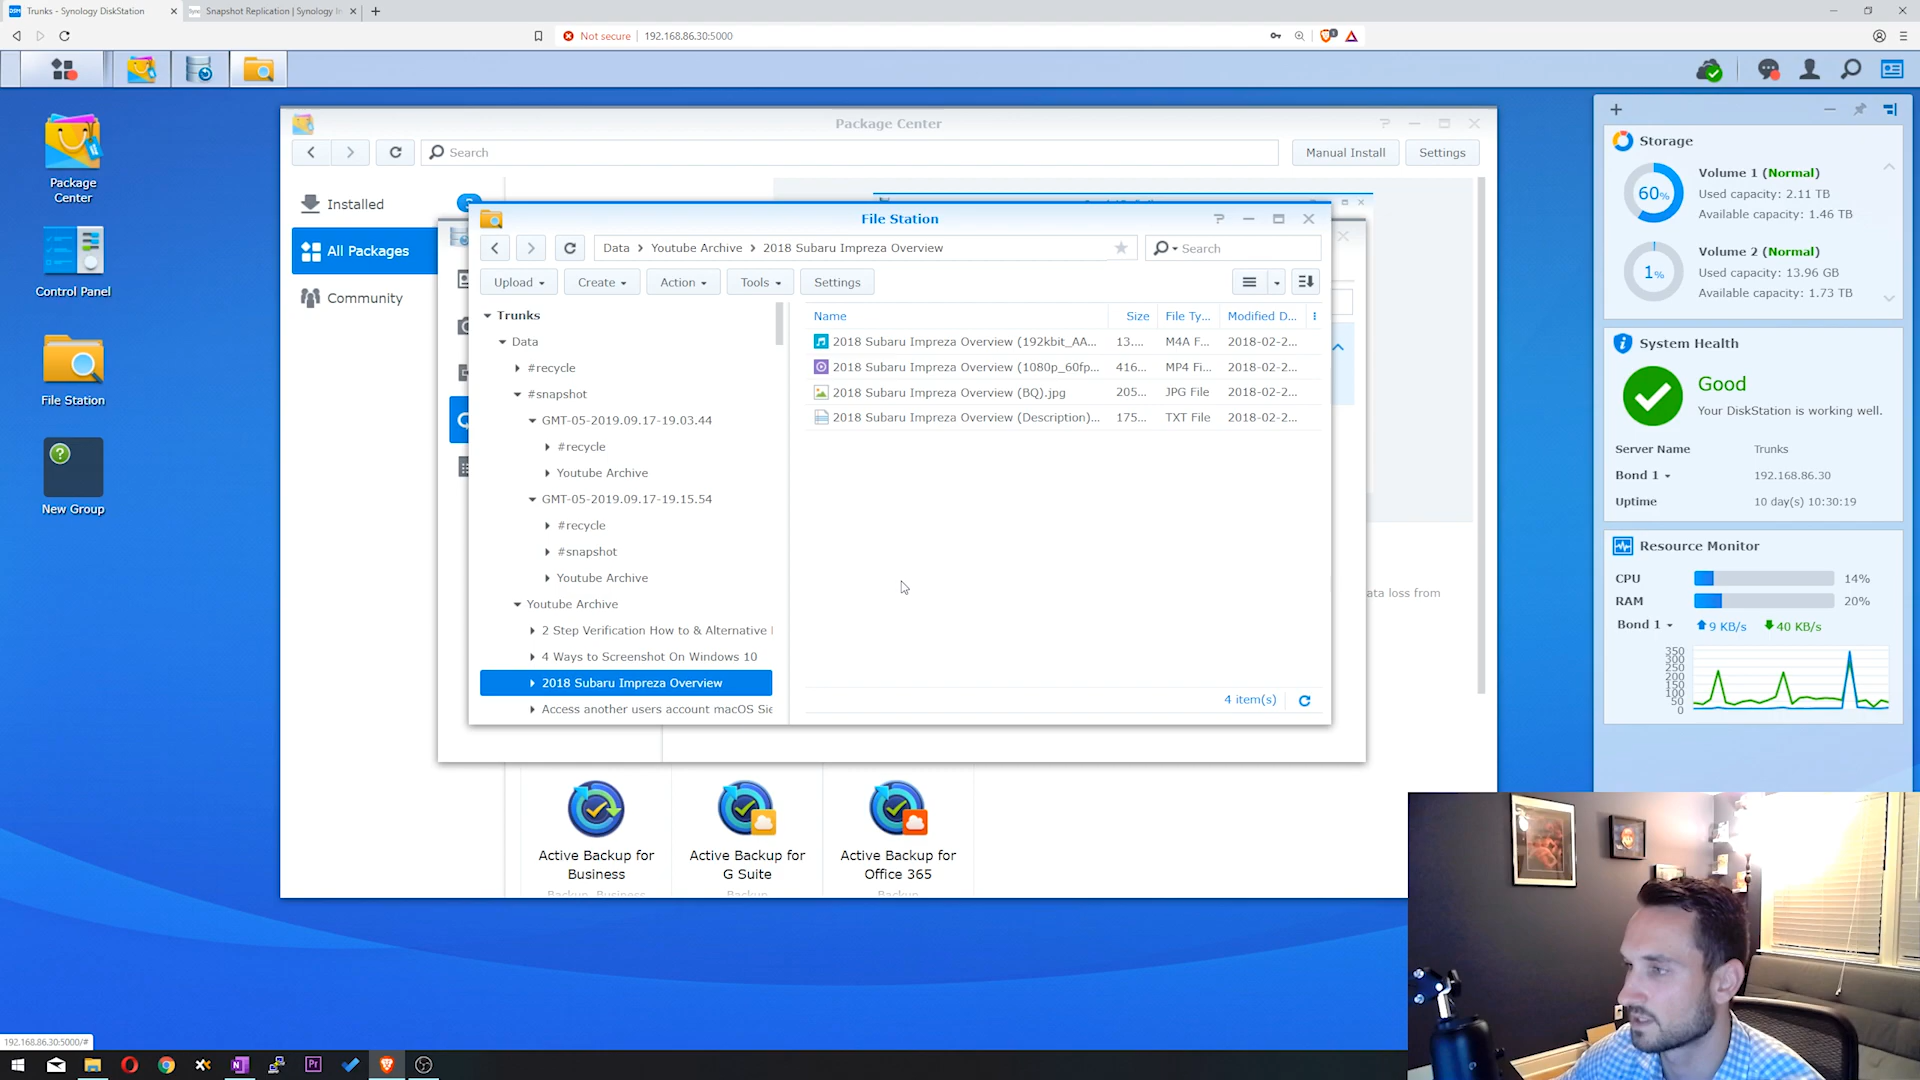 Trunks - Synology DiskStation
Snapshot Replication | Synology
Not secure
192.168.86.30:5000
Package Center
Control Panel
File Station
New Group
Package Center
Search
Manual Install
Settings
Installed
All Packages
Community
File Station
Data
Youtube Archive
2018 Subaru Impreza Overview
Search
Upload
Create
Action
Tools
Settings
Trunks
Data
#recycle
#snapshot
GMT-05-2019.09.17-19.03.44
#recycle
Youtube Archive
GMT-05-2019.09.17-19.15.54
#recycle
#snapshot
Youtube Archive
Youtube Archive
2 Step Verification How to & Alternative
4 Ways to Screenshot On Windows 10
2018 Subaru Impreza Overview
Access another users account macOS Sie
Name Size File Ty... Modified D...
2018 Subaru Impreza Overview (192kbit_AA... 13.... M4A F... 2018-02-2...
2018 Subaru Impreza Overview (1080p_60fp... 416... MP4 Fi... 2018-02-2...
2018 Subaru Impreza Overview (BQ).jpg 205... JPG File 2018-02-2...
2018 Subaru Impreza Overview (Description)... 175... TXT File 2018-02-2...
4 item(s)
ata loss from
Active Backup for
Business
Backup, Business
Active Backup for
G Suite
Backup
Active Backup for
Office 365
Backup
Storage
Volume 1 (Normal)
60%
Used capacity: 2.11 TB
Available capacity: 1.46 TB
Volume 2 (Normal)
1%
Used capacity: 13.96 GB
Available capacity: 1.73 TB
System Health
Good
Your DiskStation is working well.
Server Name Trunks
Bond 1 192.168.86.30
Uptime 10 day(s) 10:30:19
Resource Monitor
CPU 14%
RAM 20%
Bond 1 9 KB/s 40 KB/s
350
300
250
200
150
100
50
0
192.168.86.30:5000/#